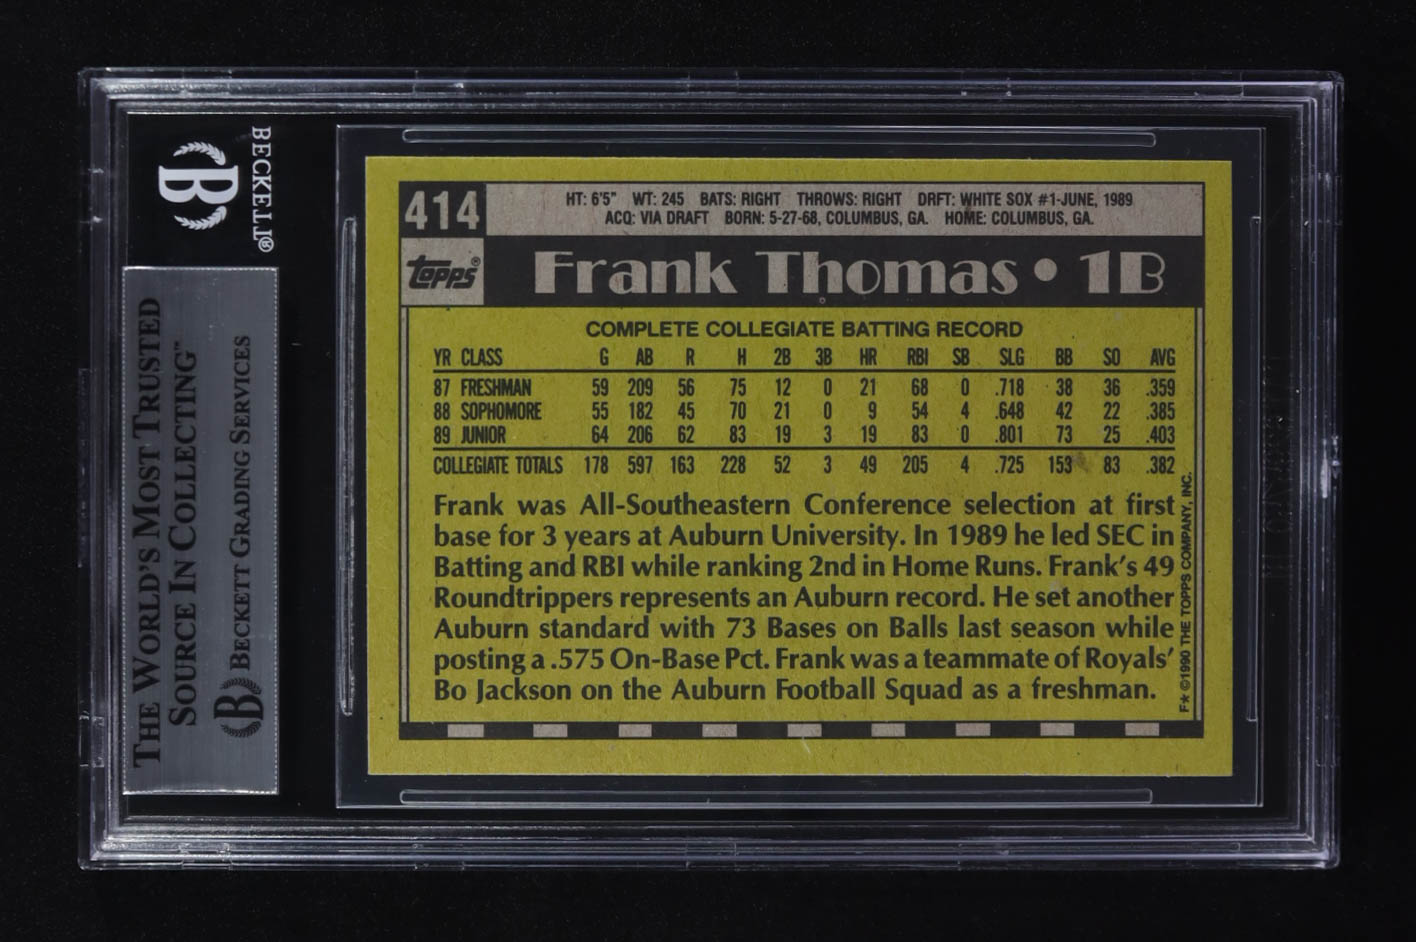 BECKETT®
B
THE WORLD'S MOST TRUSTED
SOURCE IN COLLECTING™
B BECKETT GRADING SERVICES
414
HT: 6'5" WT: 245 BATS: RIGHT THROWS: RIGHT DRFT: WHITE SOX #1-JUNE, 1989
ACQ: VIA DRAFT BORN: 5-27-68, COLUMBUS, GA. HOME: COLUMBUS, GA.
Topps®
Frank Thomas • 1B
COMPLETE COLLEGIATE BATTING RECORD
YR CLASS G AB R H 2B 3B HR RBI SB SLG BB SO AVG
87 FRESHMAN 59 209 56 75 12 0 21 68 0 .718 38 36 .359
88 SOPHOMORE 55 182 45 70 21 0 9 54 4 .648 42 22 .385
89 JUNIOR 64 206 62 83 19 3 19 83 0 .801 73 25 .403
COLLEGIATE TOTALS 178 597 163 228 52 3 49 205 4 .725 153 83 .382
Frank was All-Southeastern Conference selection at first
base for 3 years at Auburn University. In 1989 he led SEC in
Batting and RBI while ranking 2nd in Home Runs. Frank's 49
Roundtrippers represents an Auburn record. He set another
Auburn standard with 73 Bases on Balls last season while
posting a .575 On-Base Pct. Frank was a teammate of Royals'
Bo Jackson on the Auburn Football Squad as a freshman.
F★ ©1990 THE TOPPS COMPANY, INC.